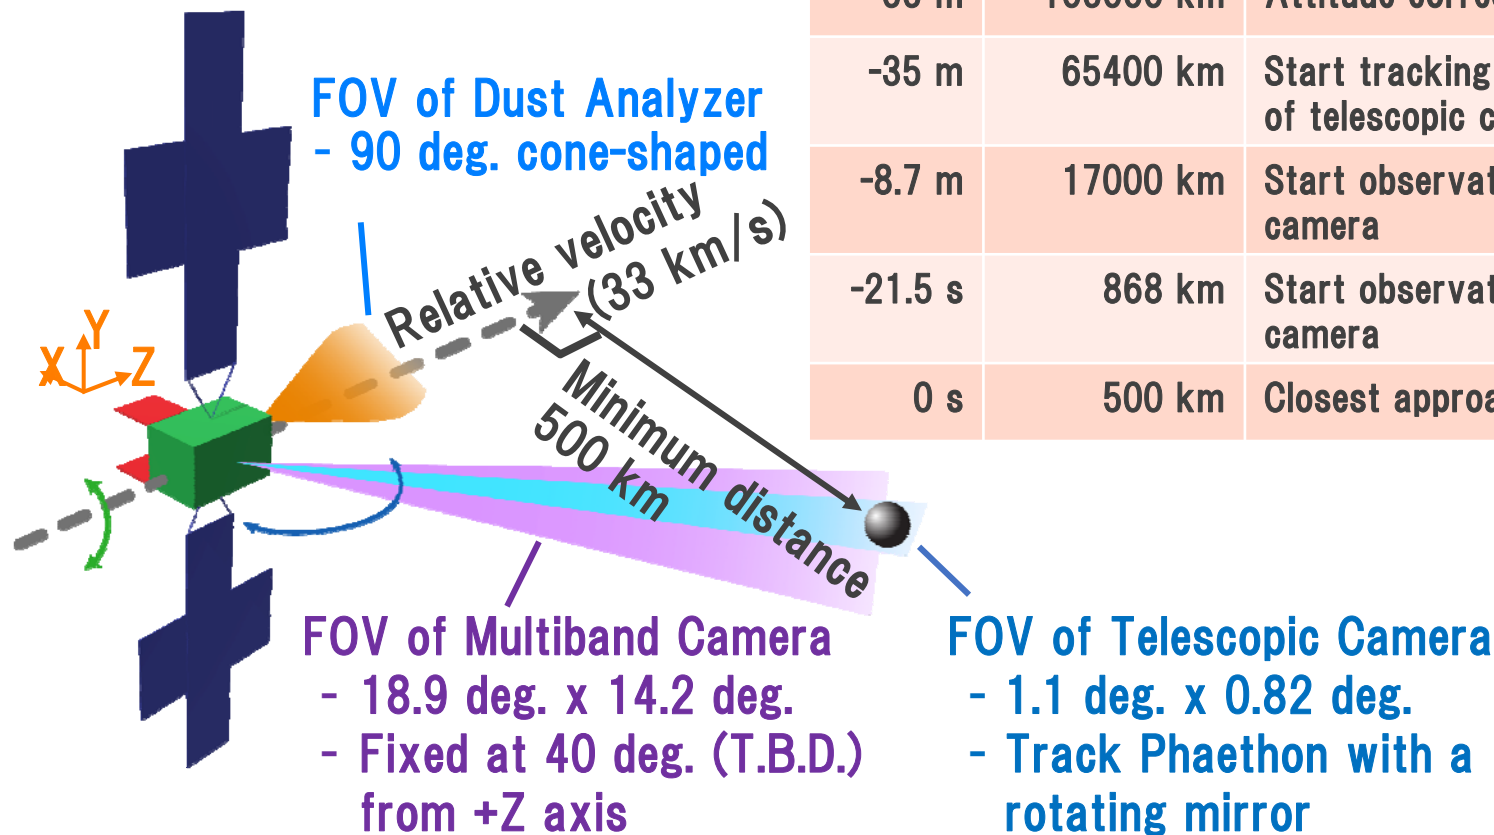 FOV of Dust Analyzer
- 90 deg. cone-shaped
Relative velocity
(33 km/s)
Y
X
Z
Minimum distance
500 km
FOV of Multiband Camera
- 18.9 deg. x 14.2 deg.
- Fixed at 40 deg. (T.B.D.)
from +Z axis
FOV of Telescopic Camera
- 1.1 deg. x 0.82 deg.
- Track Phaethon with a
rotating mirror
-35 m 65400 km Start tracking
of telescopic c
-8.7 m 17000 km Start observat
camera
-21.5 s 868 km Start observat
camera
0 s 500 km Closest approa